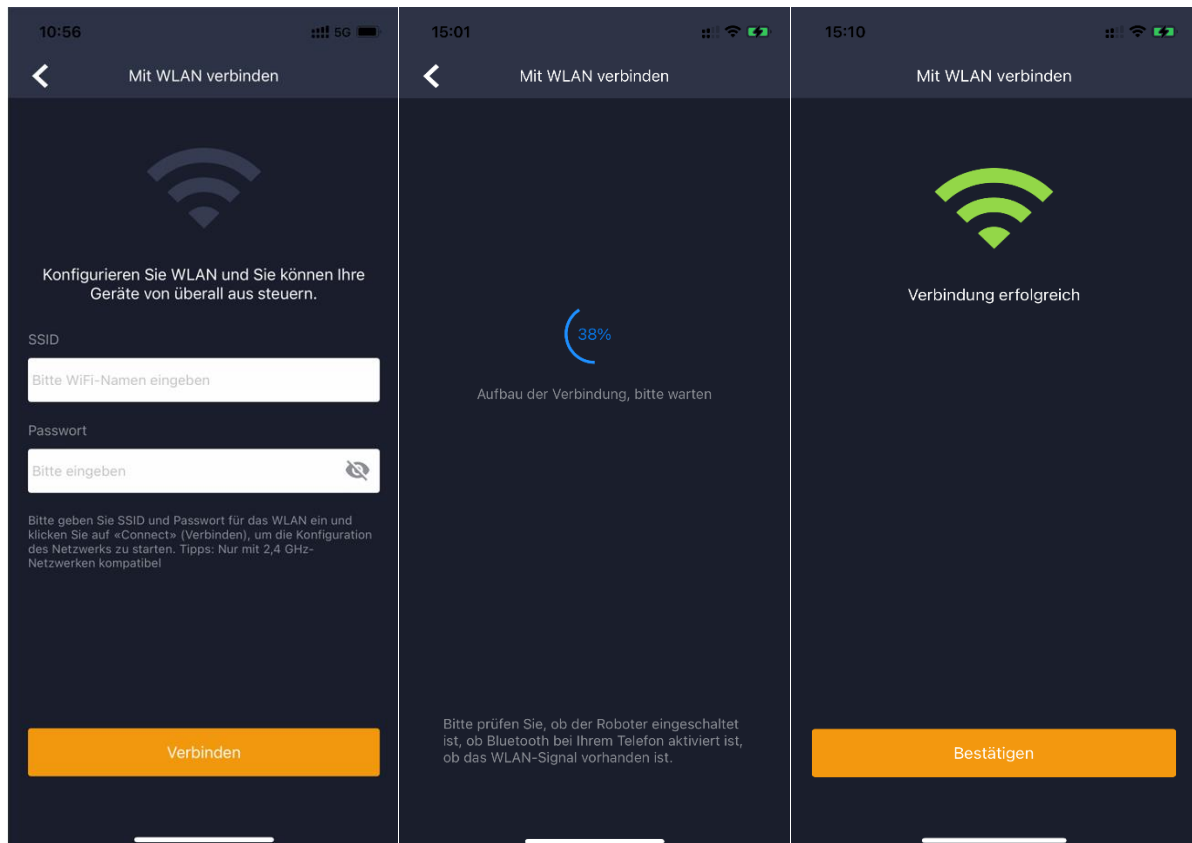 10:56
5G
Mit WLAN verbinden
Konfigurieren Sie WLAN und Sie können Ihre
Geräte von überall aus steuern.
SSID
Bitte WiFi-Namen eingeben
Passwort
Bitte eingeben
Bitte geben Sie SSID und Passwort für das WLAN ein und
klicken Sie auf «Connect» (Verbinden), um die Konfiguration
des Netzwerks zu starten. Tipps: Nur mit 2,4 GHz-
Netzwerken kompatibel
Verbinden
15:01
Mit WLAN verbinden
38%
Aufbau der Verbindung, bitte warten
Bitte prüfen Sie, ob der Roboter eingeschaltet
ist, ob Bluetooth bei Ihrem Telefon aktiviert ist,
ob das WLAN-Signal vorhanden ist.
15:10
Mit WLAN verbinden
Verbindung erfolgreich
Bestätigen